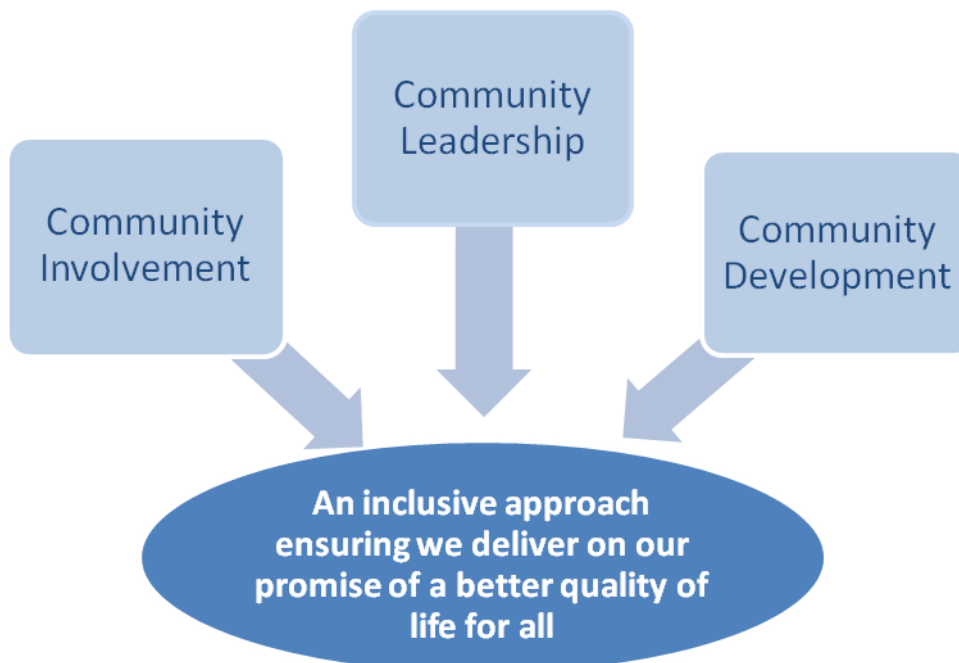 Community
Leadership
Community
Involvement
Community
Development
An inclusive approach
ensuring we deliver on our
promise of a better quality of
life for all